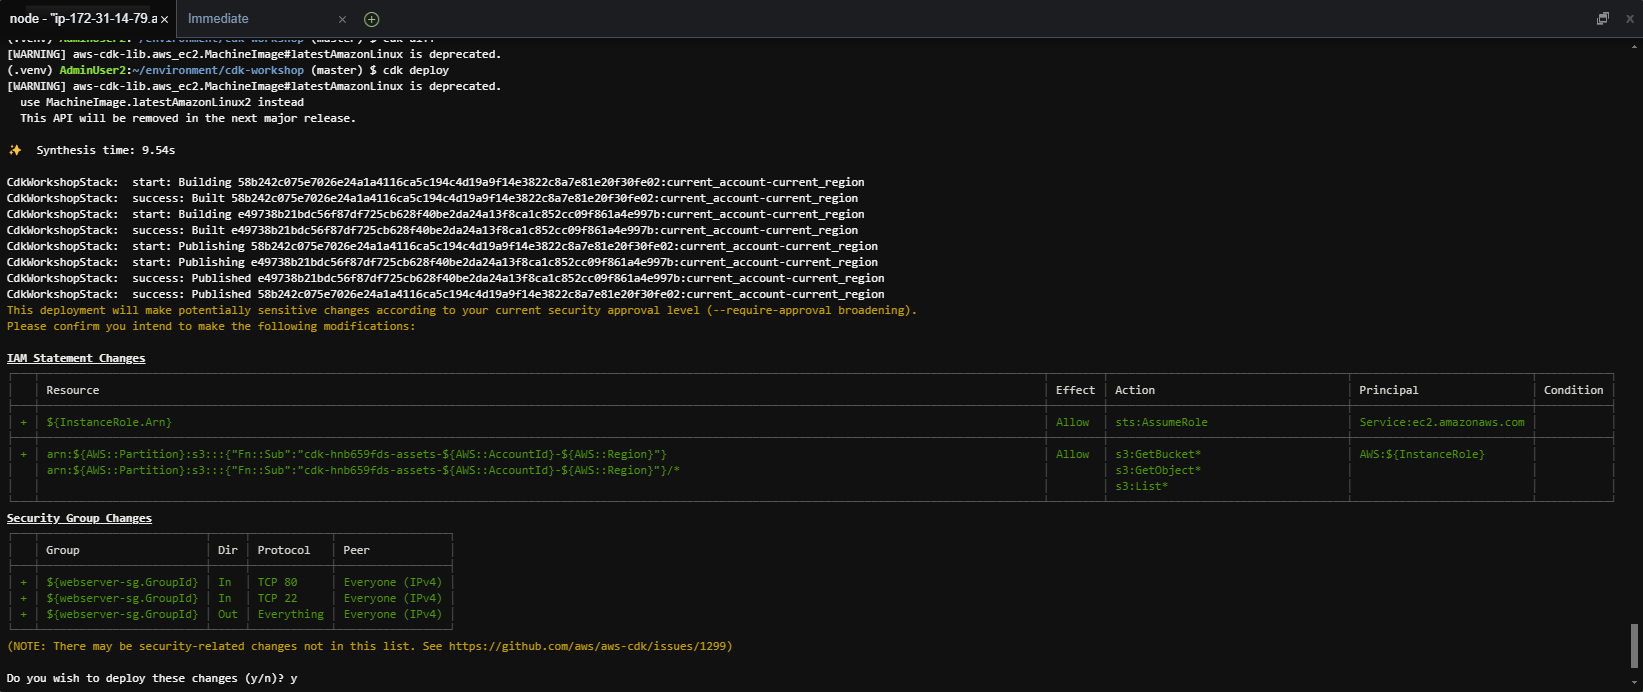 node - "ip-172-31-14-79.a × Immediate ×
(.venv) AdminUser2:~/environment/cdk-workshop (master) $ cdk diff
[WARNING] aws-cdk-lib.aws_ec2.MachineImage#latestAmazonLinux is deprecated.
(.venv) AdminUser2:~/environment/cdk-workshop (master) $ cdk deploy
[WARNING] aws-cdk-lib.aws_ec2.MachineImage#latestAmazonLinux is deprecated.
use MachineImage.latestAmazonLinux2 instead
This API will be removed in the next major release.
✨ Synthesis time: 9.54s
CdkWorkshopStack: start: Building 58b242c075e7026e24a1a4116ca5c194c4d19a9f14e3822c8a7e81e20f30fe02:current_account-current_region
CdkWorkshopStack: success: Built 58b242c075e7026e24a1a4116ca5c194c4d19a9f14e3822c8a7e81e20f30fe02:current_account-current_region
CdkWorkshopStack: start: Building e49738b21bdc56f87df725cb628f40be2da24a13f8ca1c852cc09f861a4e997b:current_account-current_region
CdkWorkshopStack: success: Built e49738b21bdc56f87df725cb628f40be2da24a13f8ca1c852cc09f861a4e997b:current_account-current_region
CdkWorkshopStack: start: Publishing 58b242c075e7026e24a1a4116ca5c194c4d19a9f14e3822c8a7e81e20f30fe02:current_account-current_region
CdkWorkshopStack: start: Publishing e49738b21bdc56f87df725cb628f40be2da24a13f8ca1c852cc09f861a4e997b:current_account-current_region
CdkWorkshopStack: success: Published e49738b21bdc56f87df725cb628f40be2da24a13f8ca1c852cc09f861a4e997b:current_account-current_region
CdkWorkshopStack: success: Published 58b242c075e7026e24a1a4116ca5c194c4d19a9f14e3822c8a7e81e20f30fe02:current_account-current_region
This deployment will make potentially sensitive changes according to your current security approval level (--require-approval broadening).
Please confirm you intend to make the following modifications:
IAM Statement Changes
Resource Effect Action Principal Condition
+ ${InstanceRole.Arn} Allow sts:AssumeRole Service:ec2.amazonaws.com
+ arn:${AWS::Partition}:s3:::{"Fn::Sub":"cdk-hnb659fds-assets-${AWS::AccountId}-${AWS::Region}"} Allow s3:GetBucket* AWS:${InstanceRole}
arn:${AWS::Partition}:s3:::{"Fn::Sub":"cdk-hnb659fds-assets-${AWS::AccountId}-${AWS::Region}"}/* s3:GetObject*
s3:List*
Security Group Changes
Group Dir Protocol Peer
+ ${webserver-sg.GroupId} In TCP 80 Everyone (IPv4)
+ ${webserver-sg.GroupId} In TCP 22 Everyone (IPv4)
+ ${webserver-sg.GroupId} Out Everything Everyone (IPv4)
(NOTE: There may be security-related changes not in this list. See https://github.com/aws/aws-cdk/issues/1299)
Do you wish to deploy these changes (y/n)? y